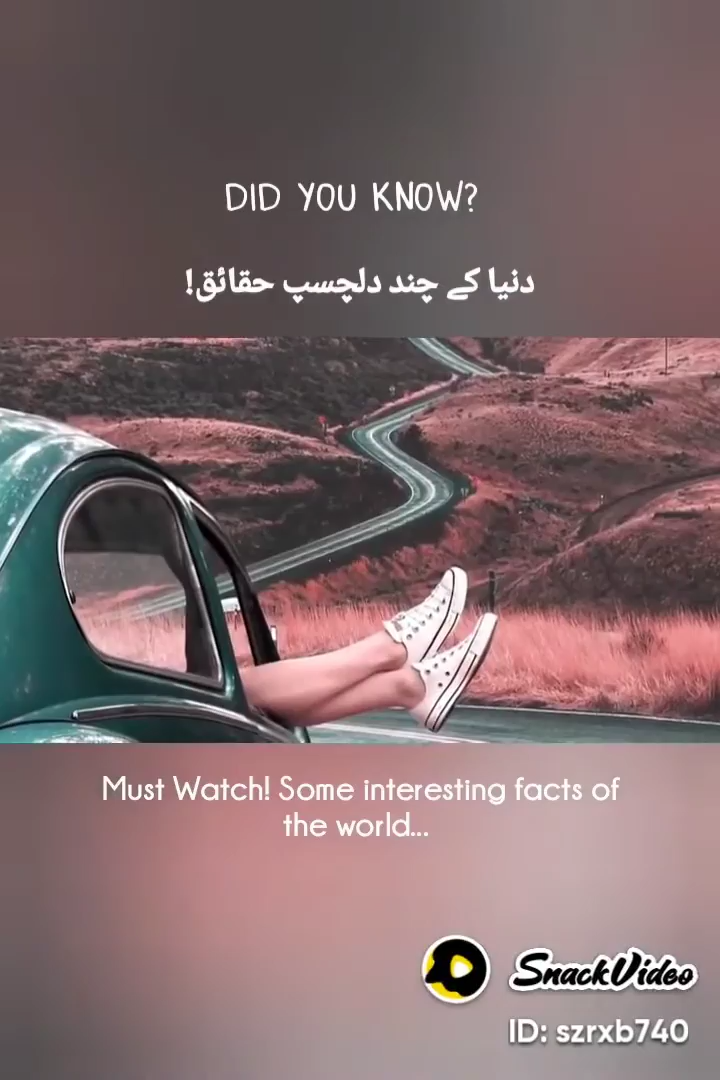 DID YOU KNOW?
دنیا کے چند دلچسپ حقائق!
Must Watch! Some interesting facts of
the world...
SnackVideo
ID: szrxb740